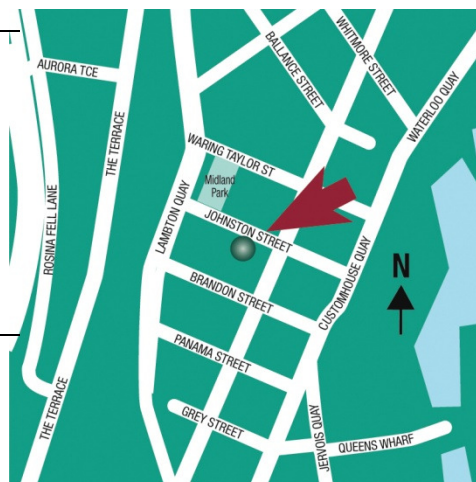 WHITMORE STREET
BALLANCE STREET
WATERLOO QUAY
AURORA TCE
THE TERRACE
WARING TAYLOR ST
Midland
Park
JOHNSTON STREET
LAMBTON QUAY
ROSINA FELL LANE
BRANDON STREET
CUSTOMHOUSE QUAY
N
PANAMA STREET
THE TERRACE
GREY STREET
JERVOIS QUAY
QUEENS WHARF